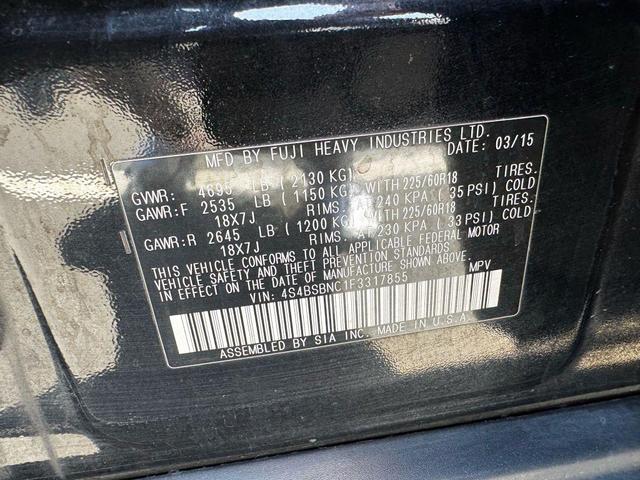 MFD BY FUJI HEAVY INDUSTRIES LTD.
DATE: 03/15
GVWR: 4695 LB ( 2130 KG)
GAWR:F 2535 LB ( 1150 KG) WITH 225/60R18 TIRES.
18X7J RIMS. AT 240 KPA ( 35 PSI) COLD
GAWR:R 2645 LB ( 1200 KG) WITH 225/60R18 TIRES.
18X7J RIMS. AT 230 KPA ( 33 PSI) COLD
THIS VEHICLE CONFORMS TO ALL APPLICABLE FEDERAL MOTOR
VEHICLE SAFETY AND THEFT PREVENTION STANDARDS
IN EFFECT ON THE DATE OF MANUFACTURE SHOWN ABOVE.
VIN: 4S4BSBNC1F3317855 MPV
ASSEMBLED BY SIA INC. MADE IN U.S.A.